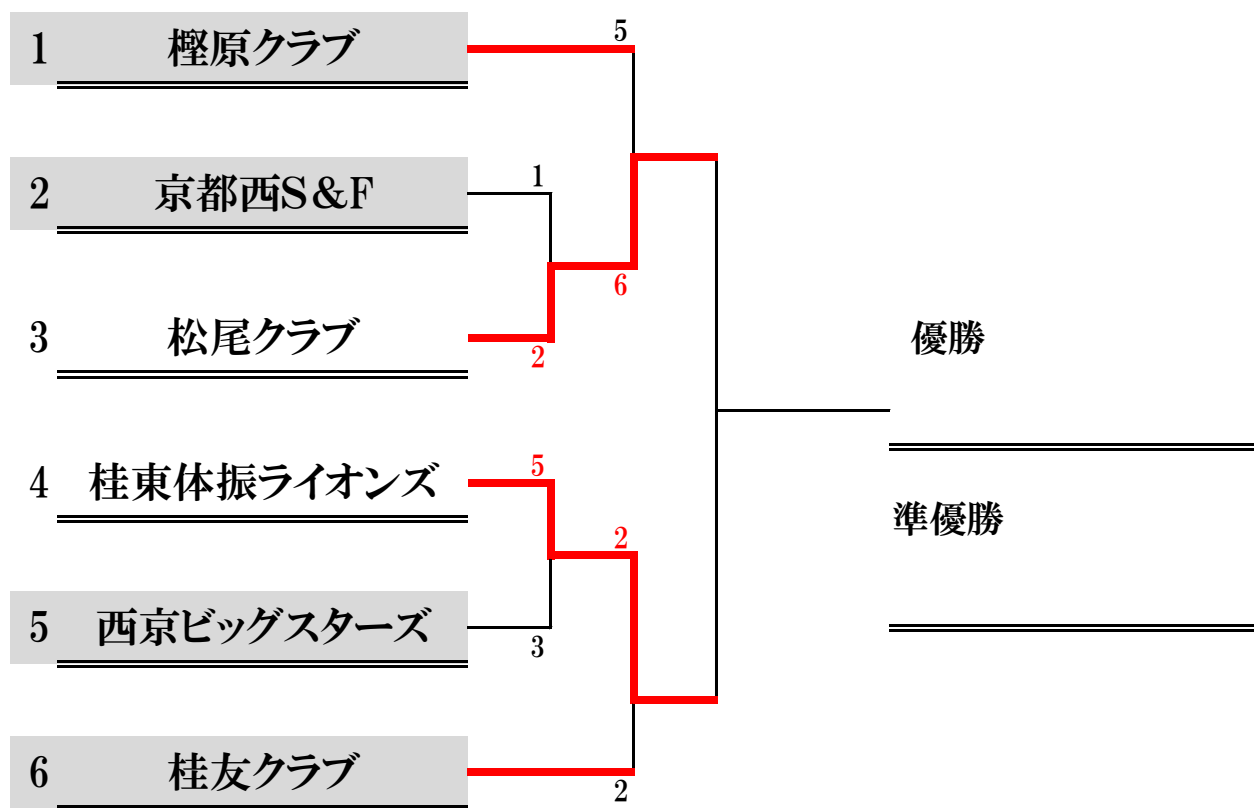 5
1 樫原クラブ
1
2 京都西S&F
6
3 松尾クラブ
2
優勝
4 桂東体振ライオンズ
5
2
準優勝
5 西京ビッグスターズ
3
6 桂友クラブ
2